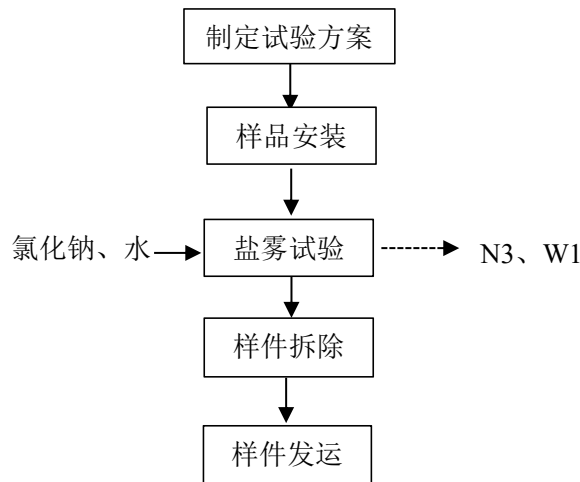 制定试验方案
样品安装
氯化钠、水
盐雾试验
N3、W1
样件拆除
样件发运